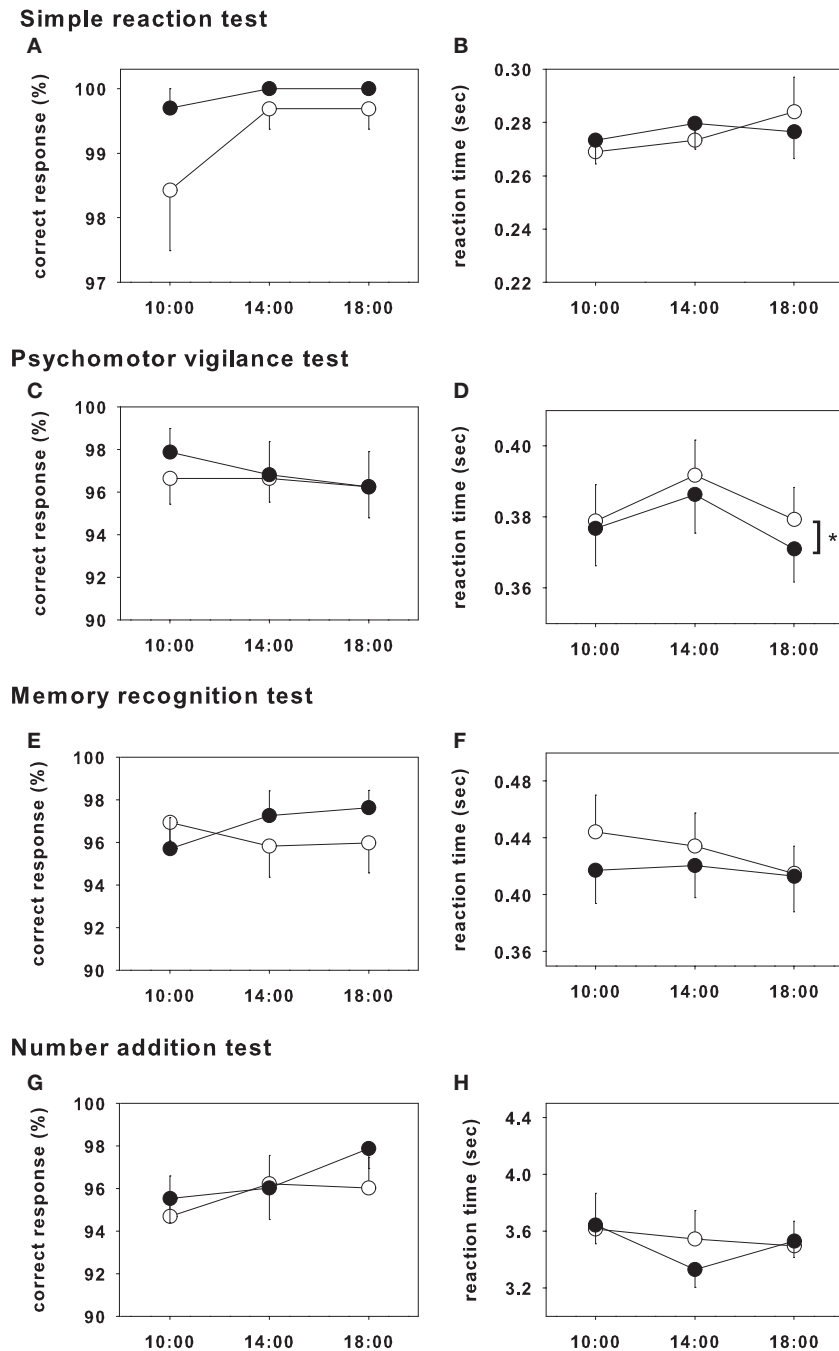 Simple reaction test
A
correct response (%)
100
99
98
97
10:00 14:00 18:00
B
reaction time (sec)
0.30
0.28
0.26
0.24
0.22
10:00 14:00 18:00
Psychomotor vigilance test
C
correct response (%)
100
98
96
94
92
90
10:00 14:00 18:00
D
reaction time (sec)
0.40
0.38
0.36
*
10:00 14:00 18:00
Memory recognition test
E
correct response (%)
100
98
96
94
92
90
10:00 14:00 18:00
F
reaction time (sec)
0.48
0.44
0.40
0.36
10:00 14:00 18:00
Number addition test
G
correct response (%)
100
98
96
94
92
90
10:00 14:00 18:00
H
reaction time (sec)
4.4
4.0
3.6
3.2
10:00 14:00 18:00